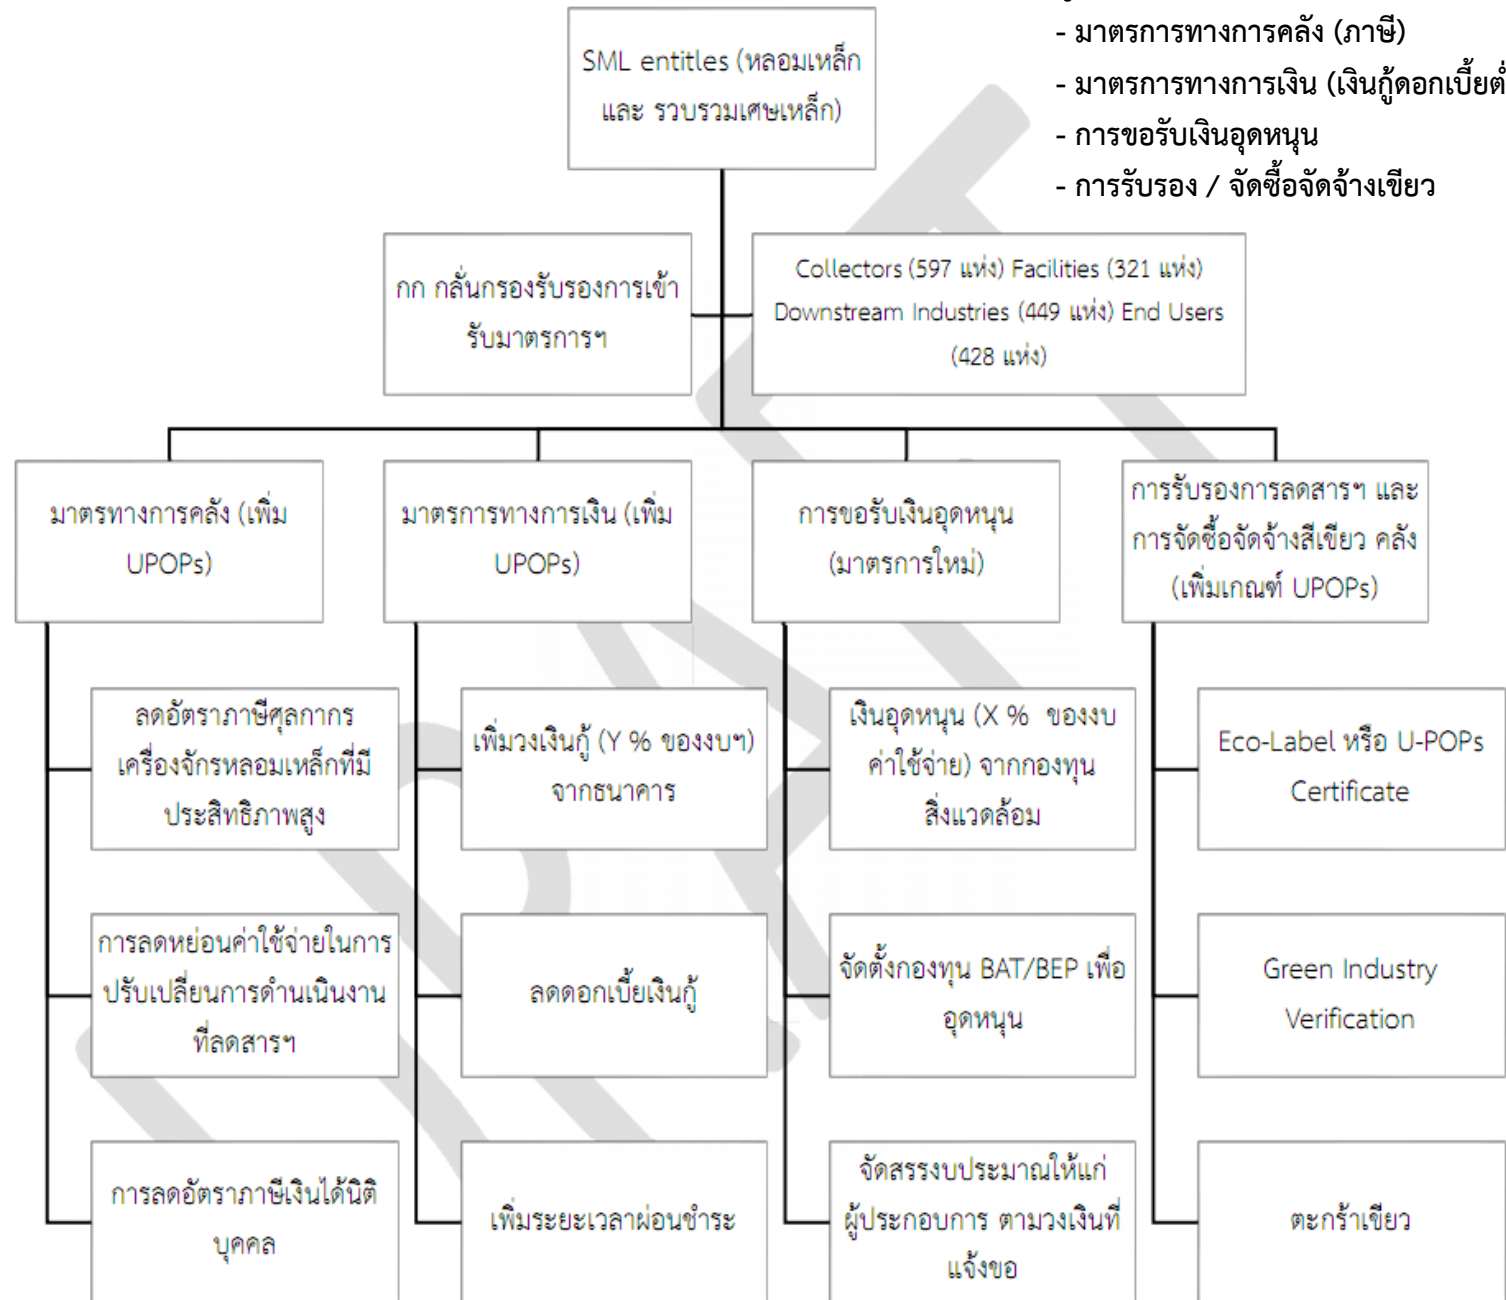 - มาตรการทางการคลัง (ภาษี)
- มาตรการทางการเงิน (เงินกู้ดอกเบี้ยต่
- การขอรับเงินอุดหนุน
- การรับรอง / จัดซื้อจัดจ้างเขียว
SML entitles (หลอมเหล็ก
และ รวบรวมเศษเหล็ก)
กก กลั่นกรองรับรองการเข้า
รับมาตรการฯ
Collectors (597 แห่ง) Facilities (321 แห่ง)
Downstream Industries (449 แห่ง) End Users
(428 แห่ง)
มาตรทางการคลัง (เพิ่ม
UPOPs)
มาตรการทางการเงิน (เพิ่ม
UPOPs)
การขอรับเงินอุดหนุน
(มาตรการใหม่)
การรับรองการลดสารฯ และ
การจัดซื้อจัดจ้างสีเขียว คลัง
(เพิ่มเกณฑ์ UPOPs)
ลดอัตราภาษีศุลกากร
เครื่องจักรหลอมเหล็กที่มี
ประสิทธิภาพสูง
เพิ่มวงเงินกู้ (Y % ของงบฯ)
จากธนาคาร
เงินอุดหนุน (X % ของงบ
ค่าใช้จ่าย) จากกองทุน
สิ่งแวดล้อม
Eco-Label หรือ U-POPs
Certificate
การลดหย่อนค่าใช้จ่ายในการ
ปรับเปลี่ยนการดำเนินงาน
ที่ลดสารฯ
ลดดอกเบี้ยเงินกู้
จัดตั้งกองทุน BAT/BEP เพื่อ
อุดหนุน
Green Industry
Verification
การลดอัตราภาษีเงินได้นิติ
บุคคล
เพิ่มระยะเวลาผ่อนชำระ
จัดสรรงบประมาณให้แก่
ผู้ประกอบการ ตามวงเงินที่
แจ้งขอ
ตะกร้าเขียว